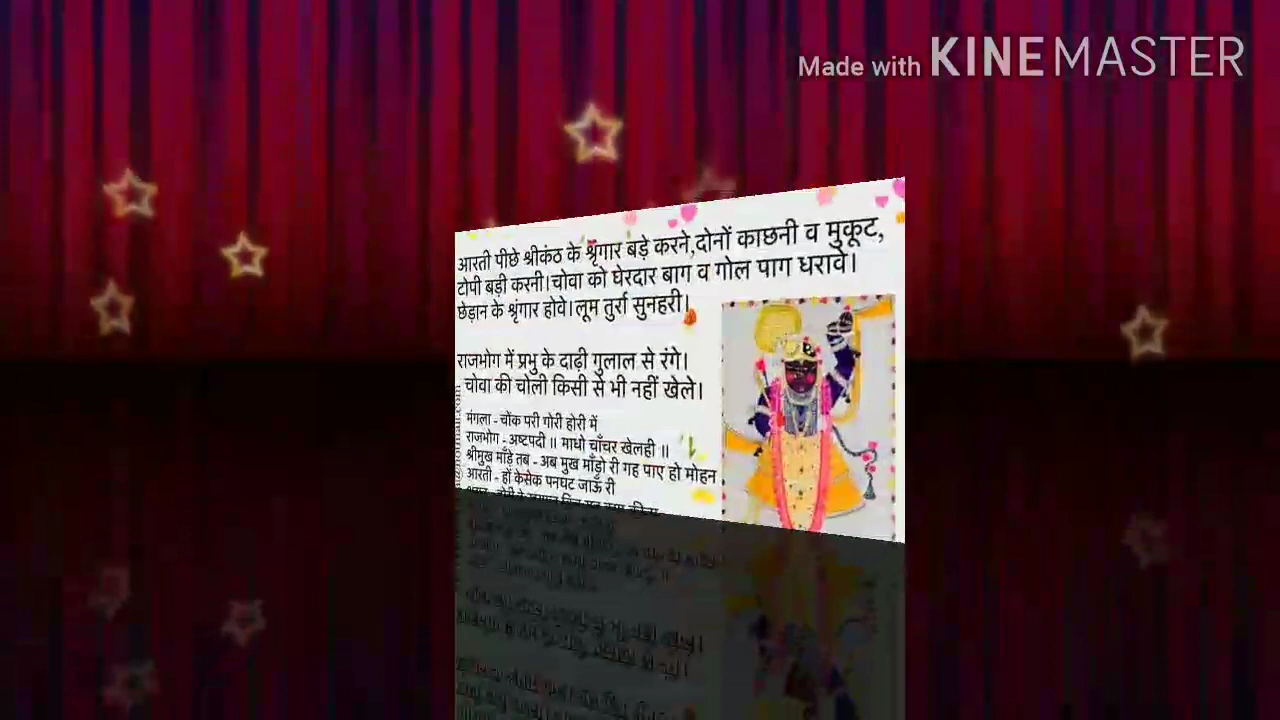 Made with KINEMASTER
आरती पीछे श्रीकंठ के श्रृंगार बड़े करने,दोनों काछनी व मुकूट,
टोपी बड़ी करनी।चोवा को घेरदार बाग व गोल पाग धरावे।
छेड़ान के श्रृंगार होवे।लूम तुर्रा सुनहरी।
राजभोग में प्रभु के दाढ़ी गुलाल से रंगे।
चोवा की चोली किसी से भी नहीं खेले।
मंगला - चोंक परी गोरी होरी में
राजभोग - अष्टपदी ॥ माधो चाँचर खेलही ॥
श्रीमुख माँड़े तब - अब मुख माँड़ो री गह पाए हो मोहन
आरती - हों केसेक पनघट जाऊँ री